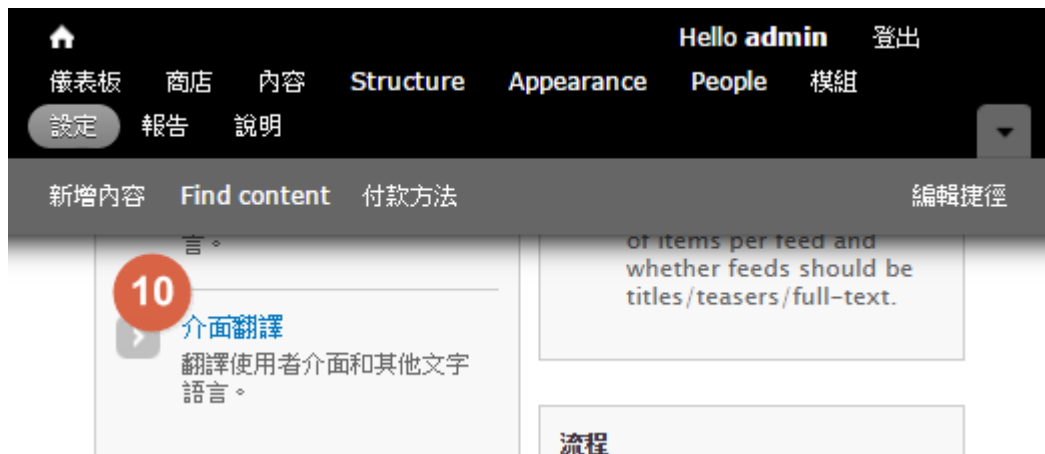 Hello admin 登出
儀表板 商店 內容 Structure Appearance People 模組
設定 報告 說明
新增內容 Find content 付款方法 編輯捷徑
言。
10
介面翻譯
翻譯使用者介面和其他文字
語言。
of items per feed and
whether feeds should be
titles/teasers/full-text.
流程